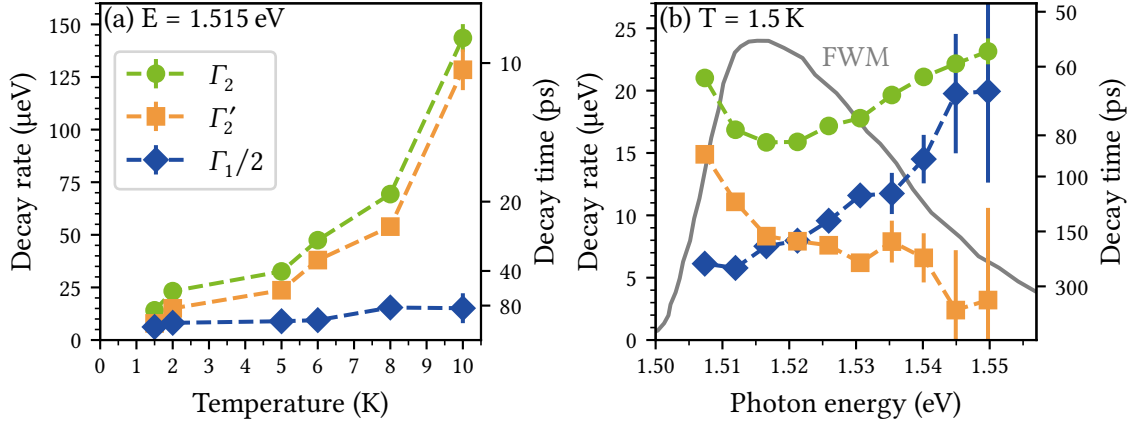 (a) E = 1.515 eV
Decay rate (μeV)
150
125
100
75
50
25
0
Γ₂
Γ₂′
Γ₁/2
10
20
40
80
Decay time (ps)
0 1 2 3 4 5 6 7 8 9 10
Temperature (K)
(b) T = 1.5 K
FWM
Decay rate (μeV)
25
20
15
10
5
0
50
60
80
100
150
300
Decay time (ps)
1.50 1.51 1.52 1.53 1.54 1.55
Photon energy (eV)